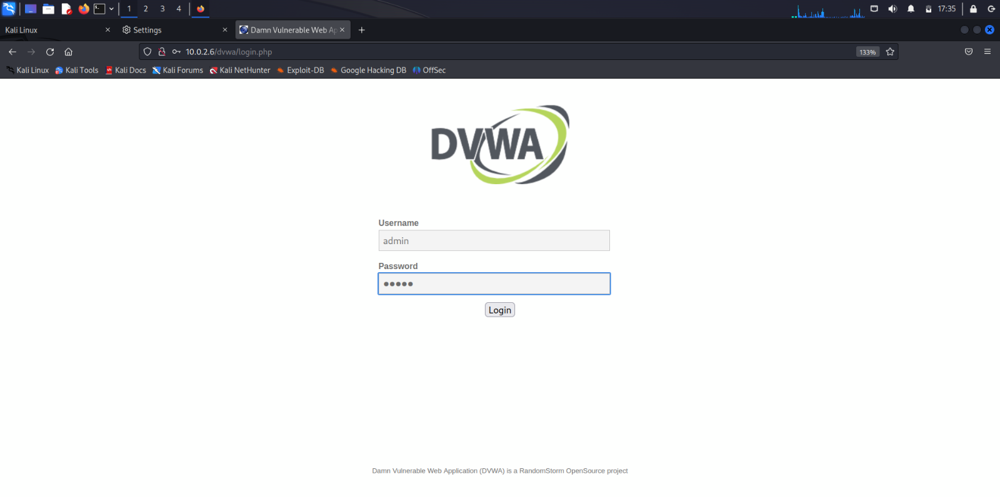 1 2 3 4 17:35
Kali Linux Settings Damn Vulnerable Web Ap
10.0.2.6/dvwa/login.php 133%
Kali Linux Kali Tools Kali Docs Kali Forums Kali NetHunter Exploit-DB Google Hacking DB OffSec
DVWA
Username
admin
Password
Login
Damn Vulnerable Web Application (DVWA) is a RandomStorm OpenSource project